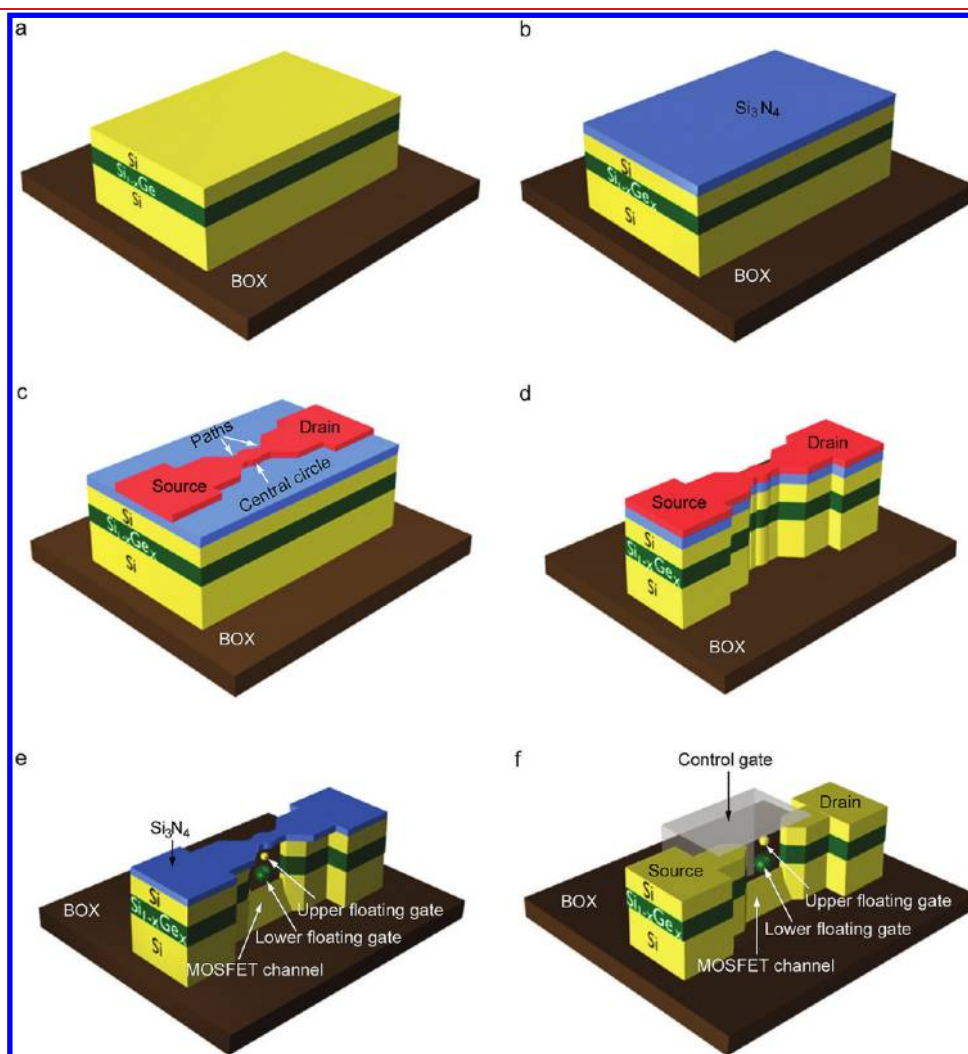 a
Si
Si₁₋ₓGe
Si
BOX
b
Si₃N₄
Si
Si₁₋ₓGeₓ
Si
BOX
c
Paths
Drain
Source
Central circle
Si
Si₁₋ₓGeₓ
Si
BOX
d
Drain
Source
Si
Si₁₋ₓGeₓ
Si
BOX
e
Si₃N₄
BOX
Si
Si₁₋ₓGeₓ
Si
Upper floating gate
Lower floating gate
MOSFET channel
f
Control gate
Drain
Source
BOX
Si
Si₁₋ₓGeₓ
Si
Upper floating gate
Lower floating gate
MOSFET channel